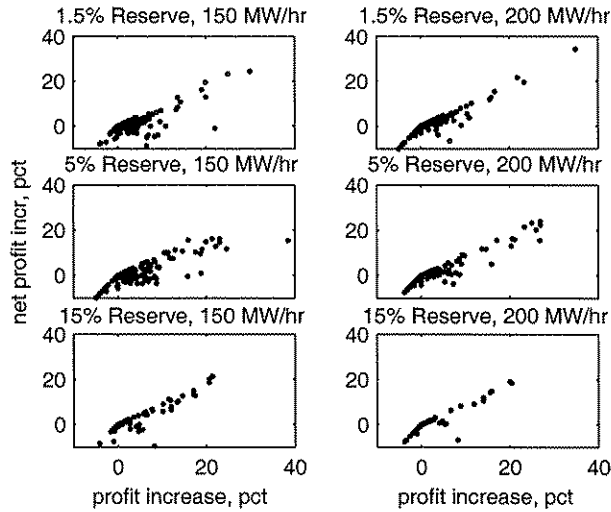 1.5% Reserve, 150 MW/hr
1.5% Reserve, 200 MW/hr
40
20
0
40
20
0
5% Reserve, 150 MW/hr
5% Reserve, 200 MW/hr
net profit incr, pct
40
20
0
40
20
0
15% Reserve, 150 MW/hr
15% Reserve, 200 MW/hr
40
20
0
40
20
0
0 20 40
0 20 40
profit increase, pct
profit increase, pct